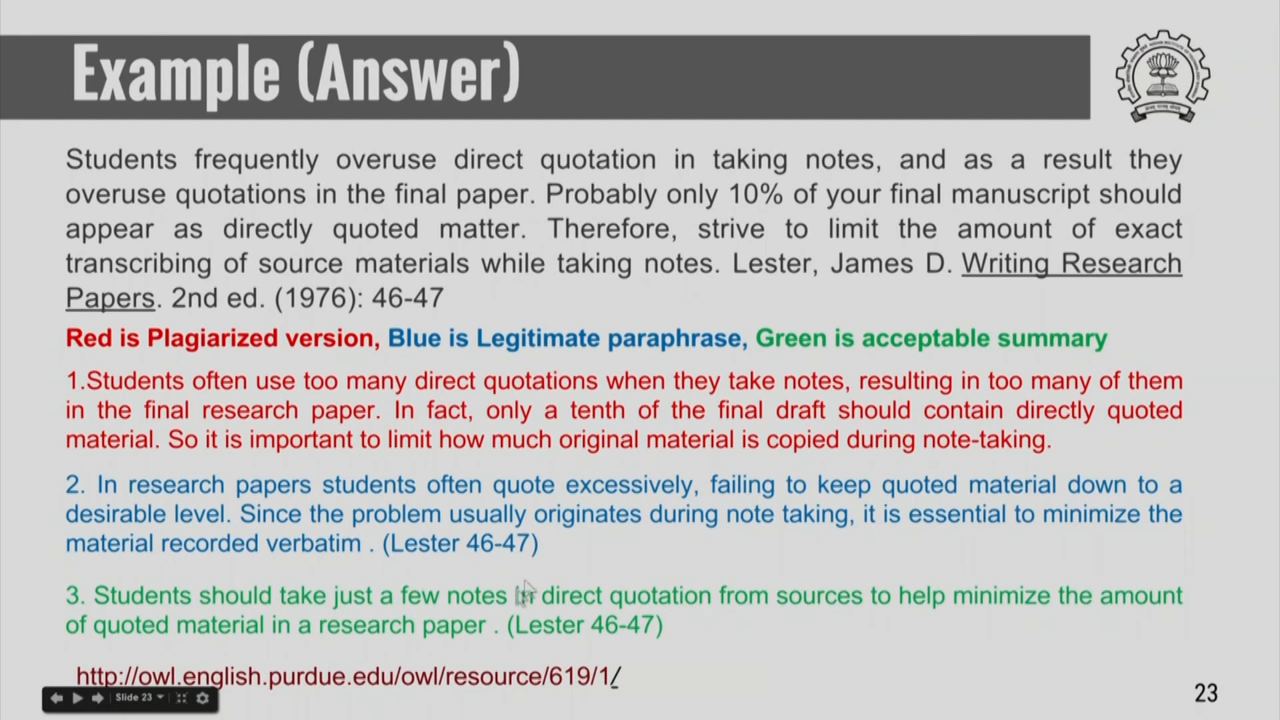 Example (Answer)
Students frequently overuse direct quotation in taking notes, and as a result they
overuse quotations in the final paper. Probably only 10% of your final manuscript should
appear as directly quoted matter. Therefore, strive to limit the amount of exact
transcribing of source materials while taking notes. Lester, James D. Writing Research
Papers. 2nd ed. (1976): 46-47
Red is Plagiarized version, Blue is Legitimate paraphrase, Green is acceptable summary
1.Students often use too many direct quotations when they take notes, resulting in too many of them
in the final research paper. In fact, only a tenth of the final draft should contain directly quoted
material. So it is important to limit how much original material is copied during note-taking.
2. In research papers students often quote excessively, failing to keep quoted material down to a
desirable level. Since the problem usually originates during note taking, it is essential to minimize the
material recorded verbatim . (Lester 46-47)
3. Students should take just a few notes in direct quotation from sources to help minimize the amount
of quoted material in a research paper . (Lester 46-47)
http://owl.english.purdue.edu/owl/resource/619/1/
Slide 23
23